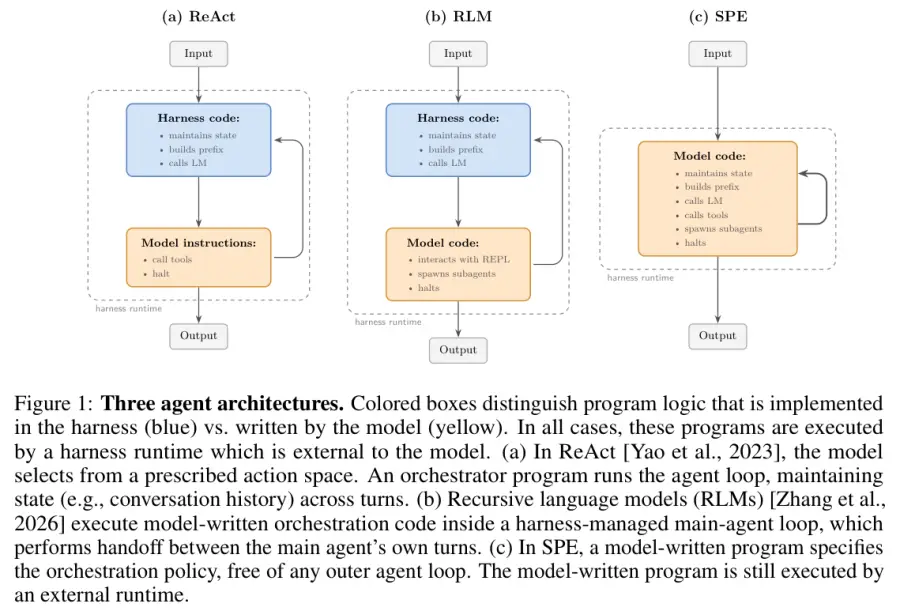 (a) ReAct
Input
Harness code:
• maintains state
• builds prefix
• calls LM
Model instructions:
• call tools
• halt
harness runtime
Output
(b) RLM
Input
Harness code:
• maintains state
• builds prefix
• calls LM
Model code:
• interacts with REPL
• spawns subagents
• halts
harness runtime
Output
(c) SPE
Input
Model code:
• maintains state
• builds prefix
• calls LM
• calls tools
• spawns subagents
• halts
harness runtime
Output
Figure 1: Three agent architectures. Colored boxes distinguish program logic that is implemented
in the harness (blue) vs. written by the model (yellow). In all cases, these programs are executed
by a harness runtime which is external to the model. (a) In ReAct [Yao et al., 2023], the model
selects from a prescribed action space. An orchestrator program runs the agent loop, maintaining
state (e.g., conversation history) across turns. (b) Recursive language models (RLMs) [Zhang et al.,
2026] execute model-written orchestration code inside a harness-managed main-agent loop, which
performs handoff between the main agent's own turns. (c) In SPE, a model-written program specifies
the orchestration policy, free of any outer agent loop. The model-written program is still executed by
an external runtime.